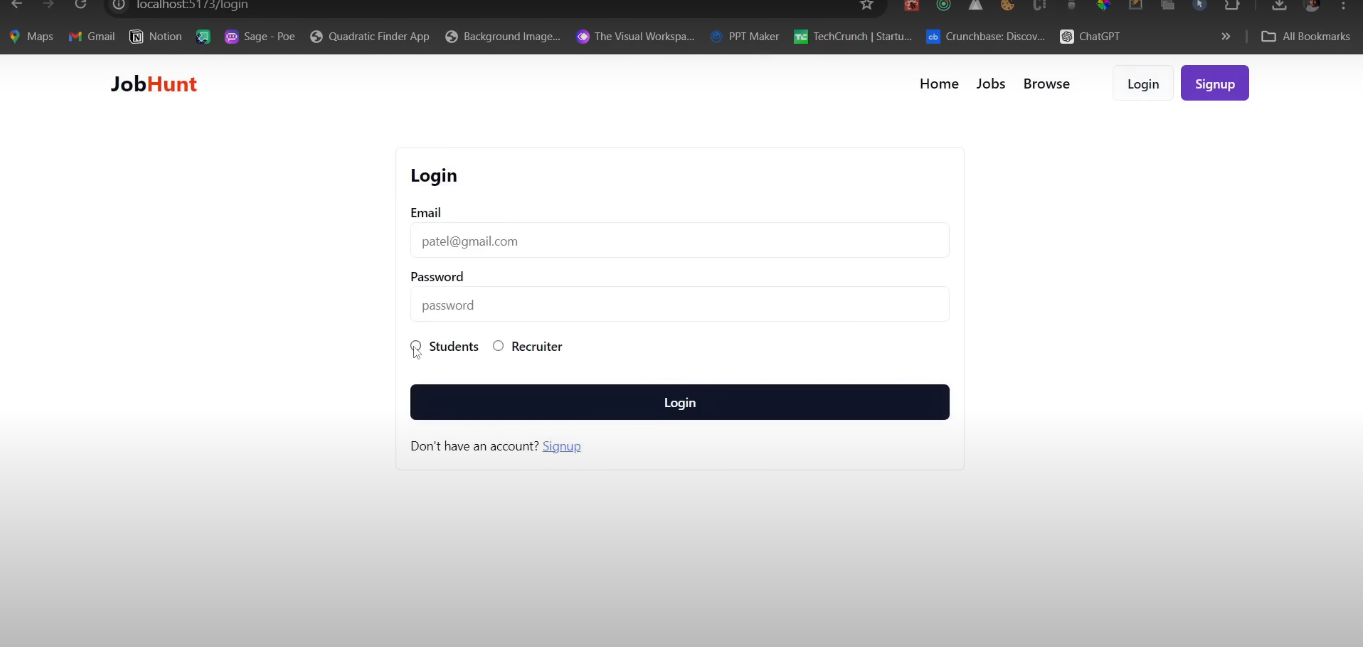 localhost:5173/login
Maps Gmail Notion Sage - Poe Quadratic Finder App Background Image... The Visual Workspa... PPT Maker TC TechCrunch | Startu... cb Crunchbase: Discov... ChatGPT » All Bookmarks
JobHunt Home Jobs Browse Login Signup
Login
Email
patel@gmail.com
Password
password
Students Recruiter
Login
Don't have an account? Signup